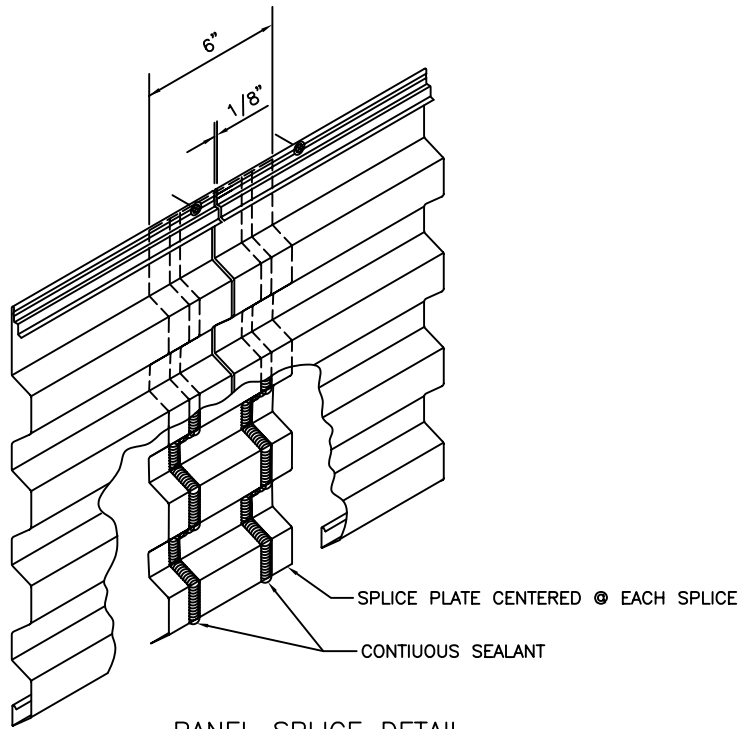 6"
1/8"
SPLICE PLATE CENTERED @ EACH SPLICE
CONTIUOUS SEALANT
PANEL SPLICE DETAIL